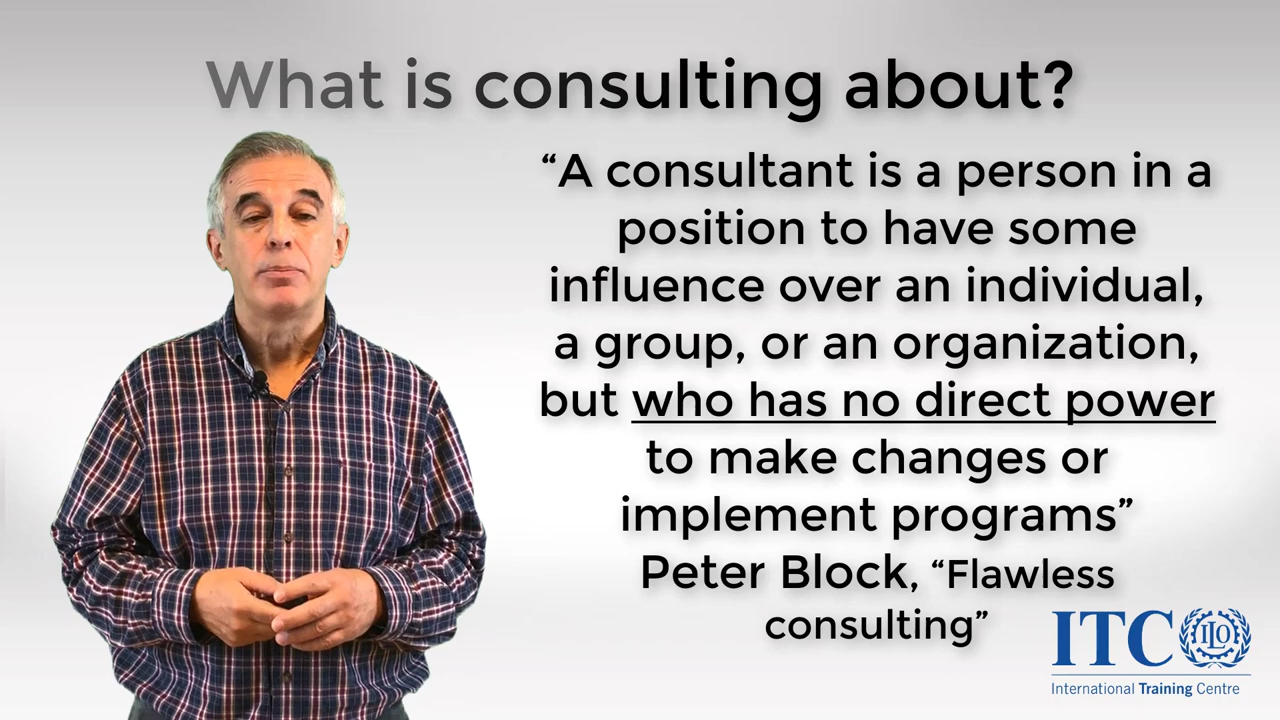 What is consulting about?
“A consultant is a person in a
position to have some
influence over an individual,
a group, or an organization,
but who has no direct power
to make changes or
implement programs”
Peter Block, “Flawless
consulting”
ITC ILO
International Training Centre